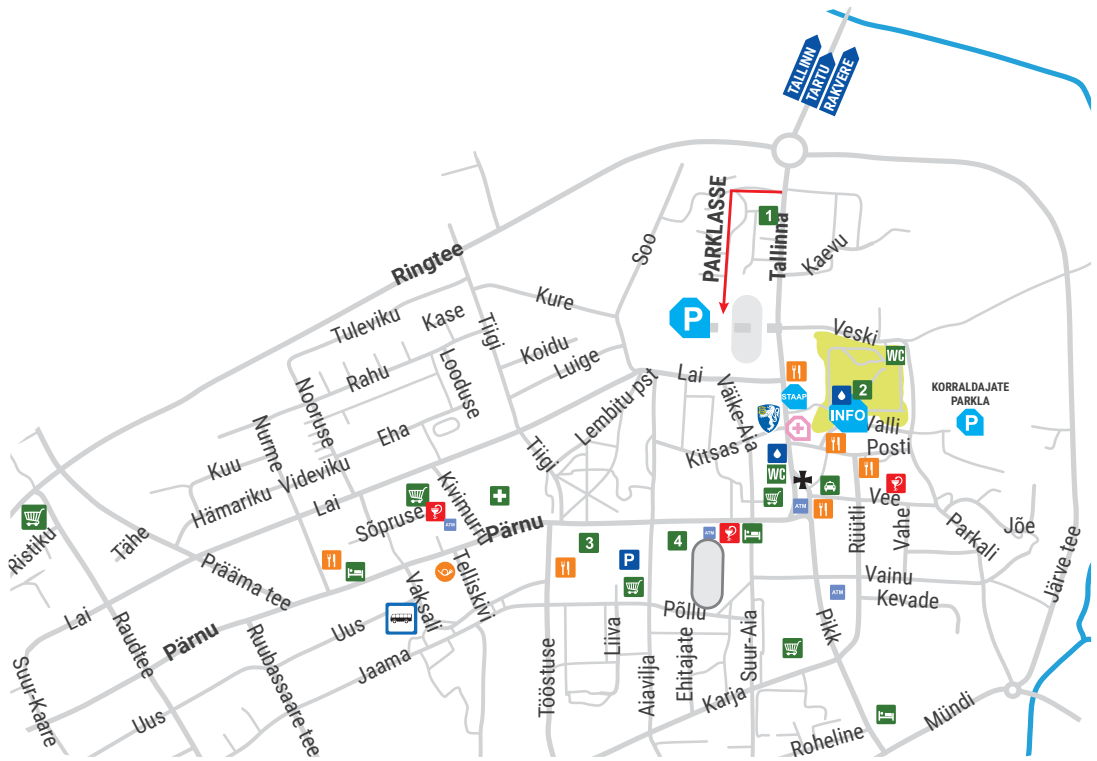 TALLINN
TARTU
RAKVERE
PARKLASSE
1
Tallinna
Kaevu
Soo
Ringtee
Kure
P
Veski
Tuleviku
Kase
Tiigi
Koidu
Luige
Rahu
Looduse
Lai
WC
Väike-Aia
STAAP
2
INFO
KORRALDAJATE
PARKLA
P
Lembitu pst
Nooruse
Nurme
Eha
Tiigi
Kitsas
Valli
Posti
Kuu
Videviku
Hämariku
Lai
Kivimuru
WC
Vee
Sõpruse
ATM
Pärnu
ATM
ATM
Rüütli
Vahe
Parkali
Jõe
Järve tee
Ristiku
Tähe
Prääma tee
3
4
P
Telliskivi
Vaksali
Vainu
Kevade
ATM
Lai
Raudtee
Pärnu
Ruubassaare tee
Uus
Jaama
Põllu
Liiva
Tööstuse
Aiavilja
Ehitajate
Suur-Aia
Pikk
Karja
Suur-Kaare
Uus
Roheline
Mündi